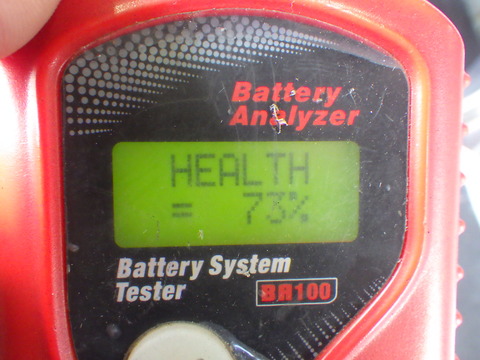 Battery
Analyzer
HEALTH
= 73%
Battery System
Tester
BA100